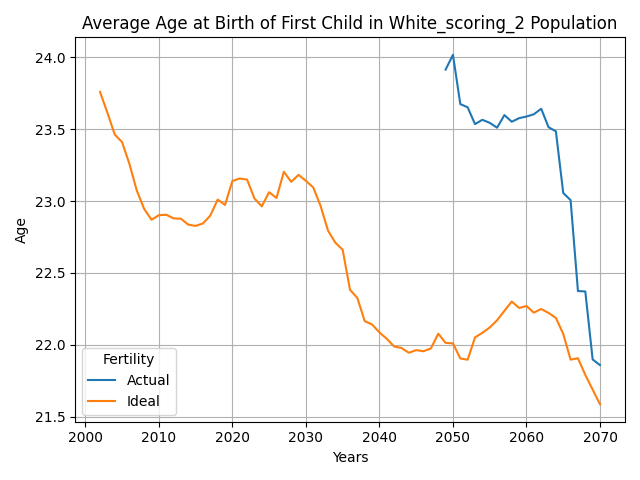 Average Age at Birth of First Child in White_scoring_2 Population
24.0
23.5
23.0
22.5
22.0
21.5
Age
Fertility
Actual
Ideal
2000 2010 2020 2030 2040 2050 2060 2070
Years